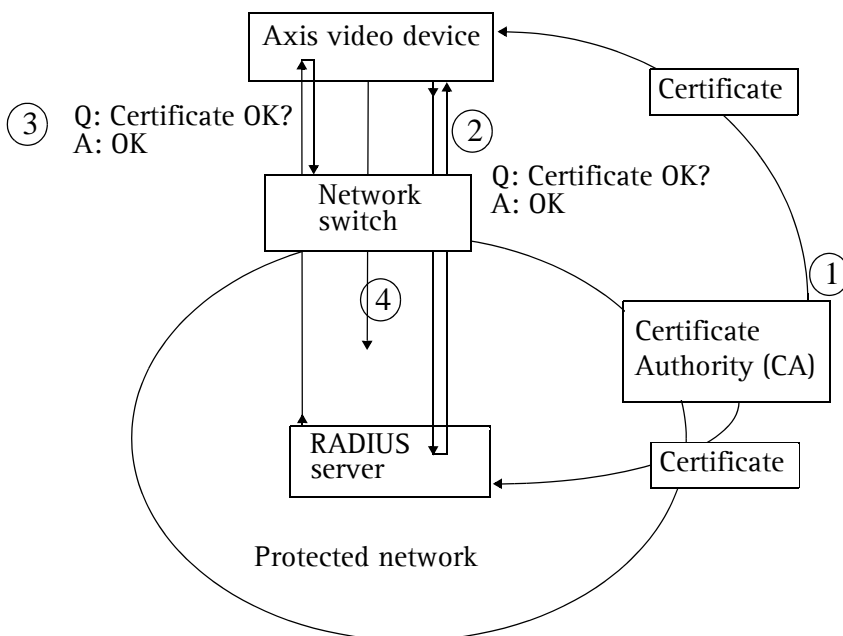 Axis video device
Certificate
3
Q: Certificate OK?
A: OK
2
Q: Certificate OK?
A: OK
Network
switch
1
4
Certificate
Authority (CA)
RADIUS
server
Certificate
Protected network